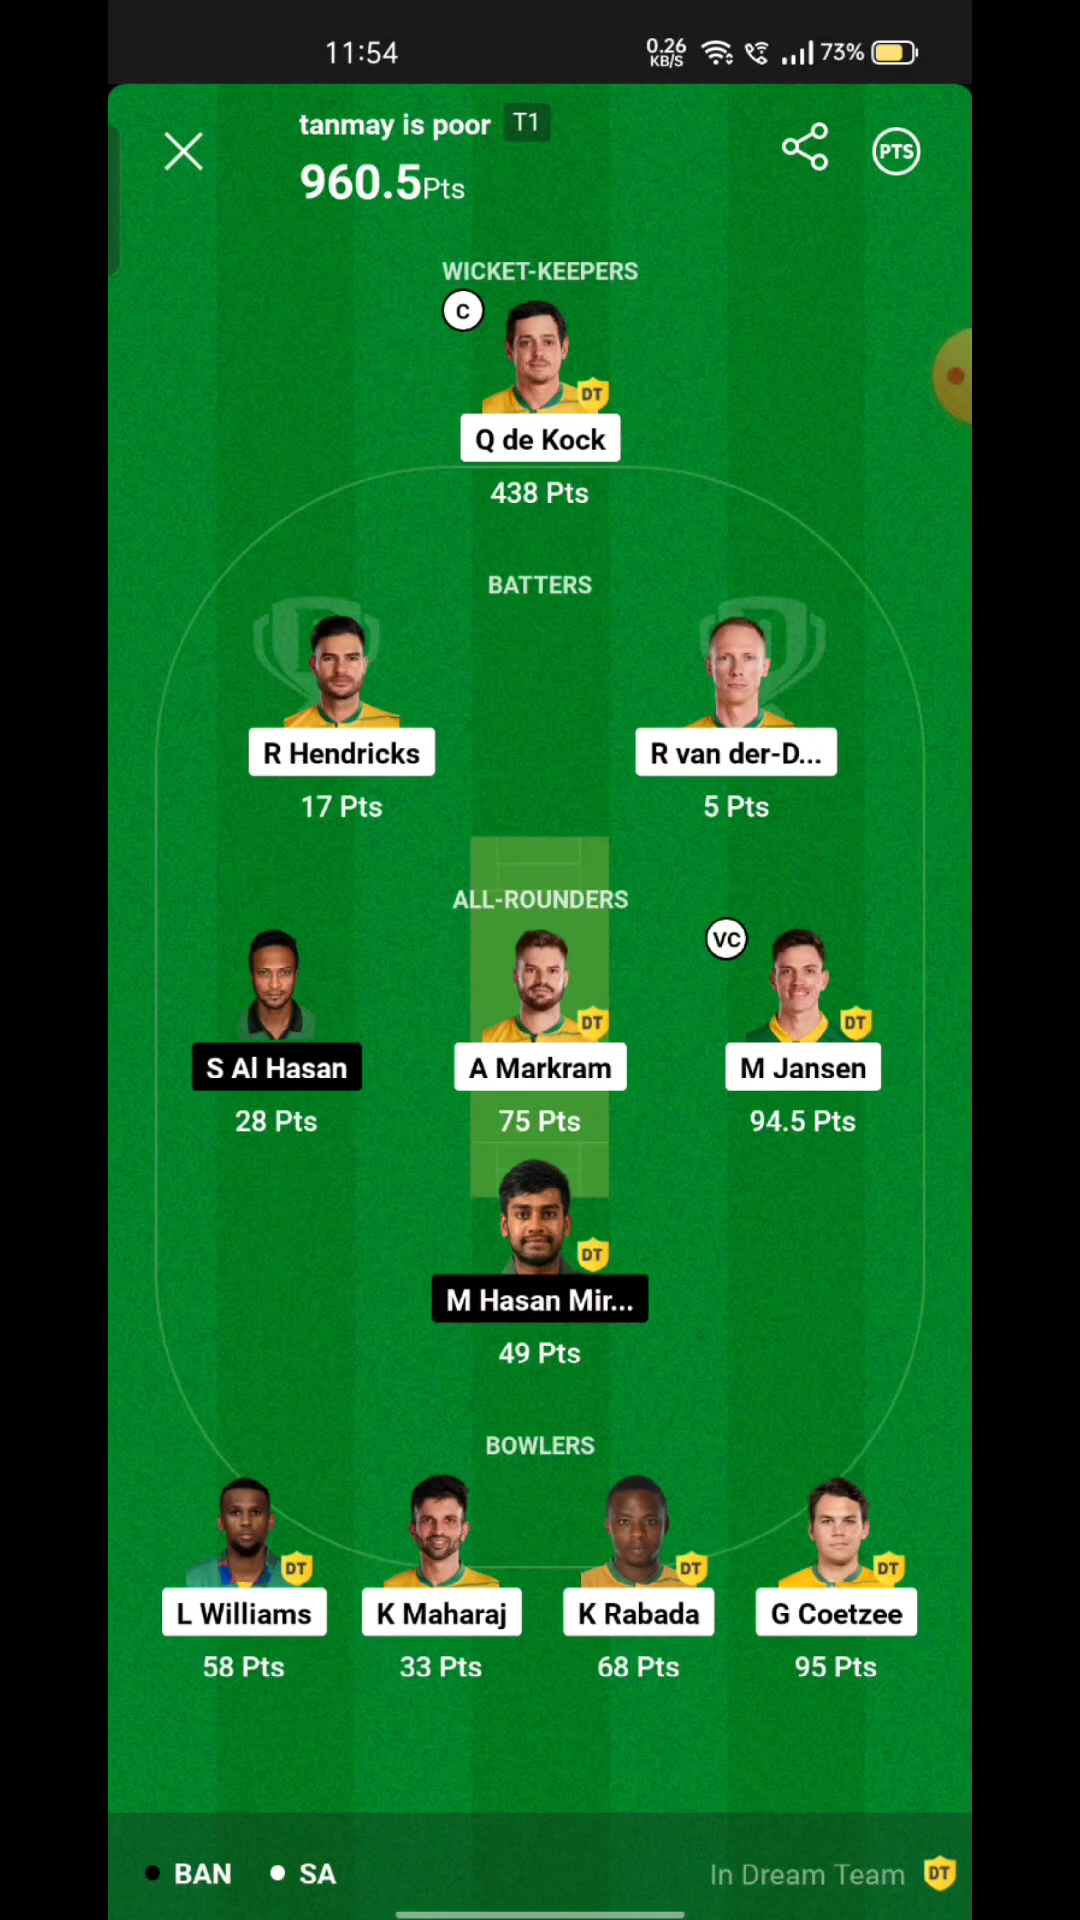 11:54
0.26 KB/S
73%
tanmay is poor T1
960.5Pts
PTS
WICKET-KEEPERS
C
DT
Q de Kock
438 Pts
BATTERS
R Hendricks
R van der-D...
17 Pts
5 Pts
ALL-ROUNDERS
VC
DT
DT
S Al Hasan
A Markram
M Jansen
28 Pts
75 Pts
94.5 Pts
DT
M Hasan Mir...
49 Pts
BOWLERS
DT
DT
DT
L Williams
K Maharaj
K Rabada
G Coetzee
58 Pts
33 Pts
68 Pts
95 Pts
BAN
SA
In Dream Team DT